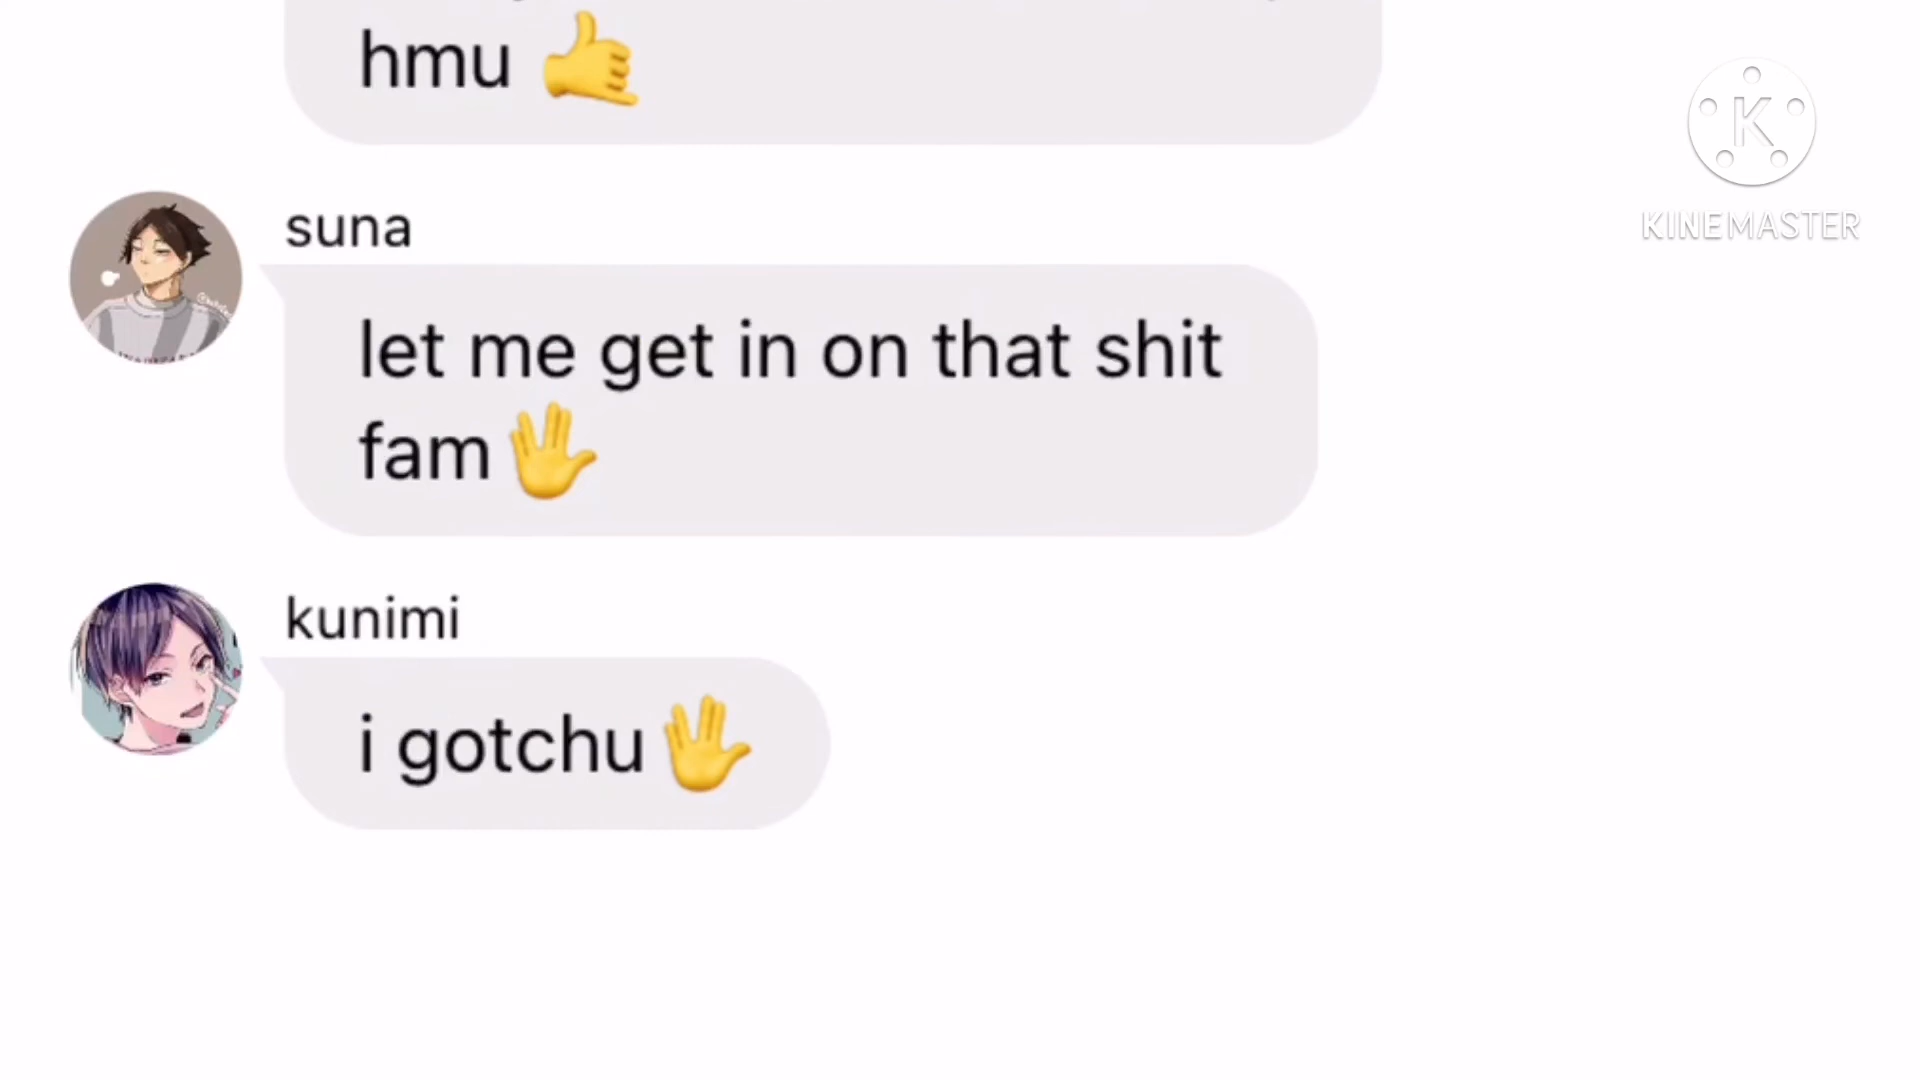 hmu 🤙
suna
let me get in on that shit
fam🖖
kunimi
i gotchu🖖
K
KINEMASTER